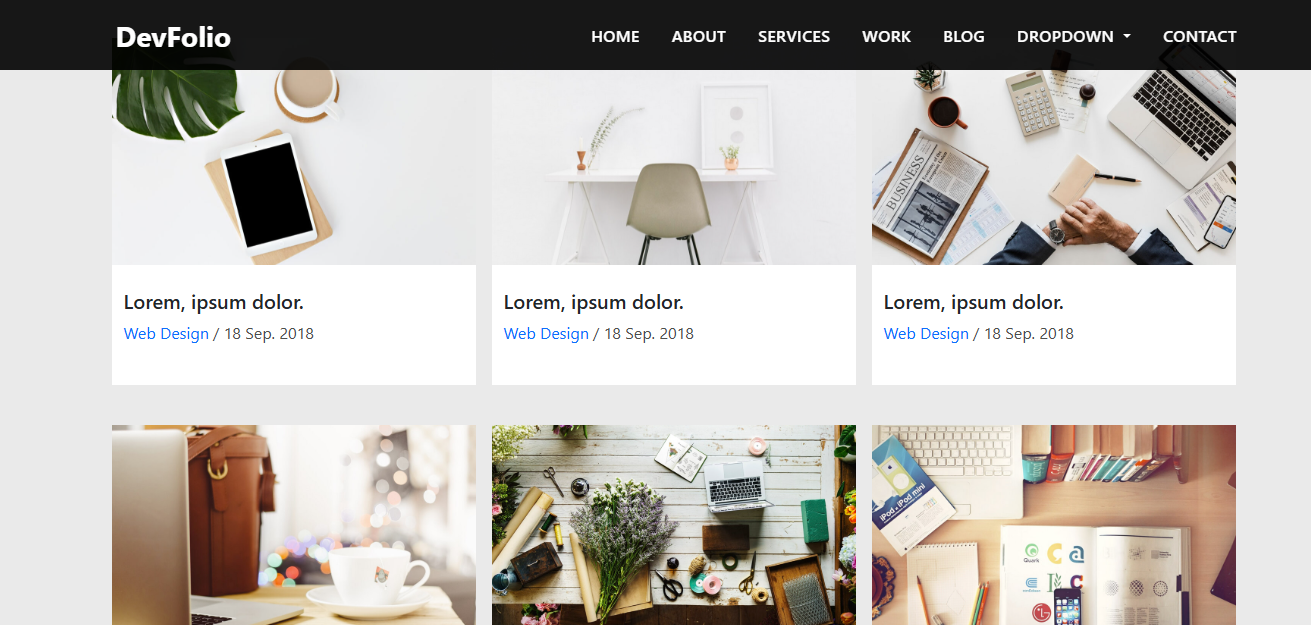 DevFolio
HOME ABOUT SERVICES WORK BLOG DROPDOWN CONTACT
BUSINESS
Lorem, ipsum dolor.
Web Design / 18 Sep. 2018
Lorem, ipsum dolor.
Web Design / 18 Sep. 2018
Lorem, ipsum dolor.
Web Design / 18 Sep. 2018
iPod + iPod mini
Quark